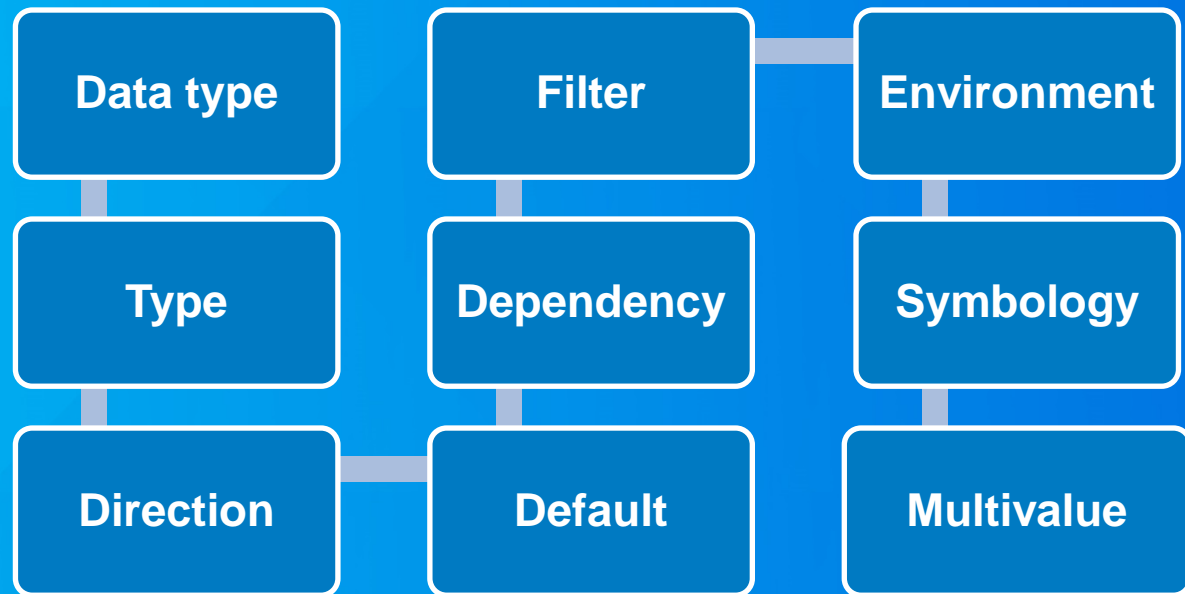 Data type
Type
Direction
Default
Dependency
Filter
Environment
Symbology
Multivalue